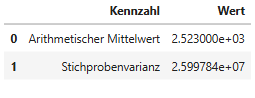 Kennzahl Wert
0 Arithmetischer Mittelwert 2.523000e+03
1 Stichprobenvarianz 2.599784e+07